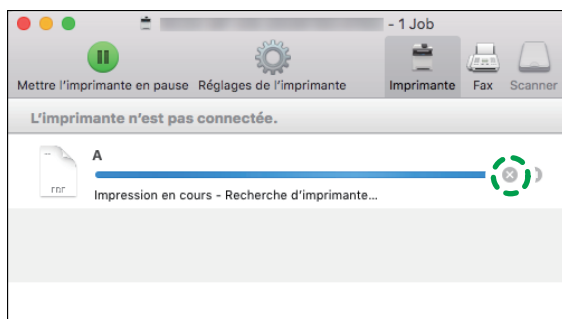 - 1 Job
Mettre l'imprimante en pause Réglages de l'imprimante Imprimante Fax Scanner
L'imprimante n'est pas connectée.
A
PDF
Impression en cours - Recherche d'imprimante...